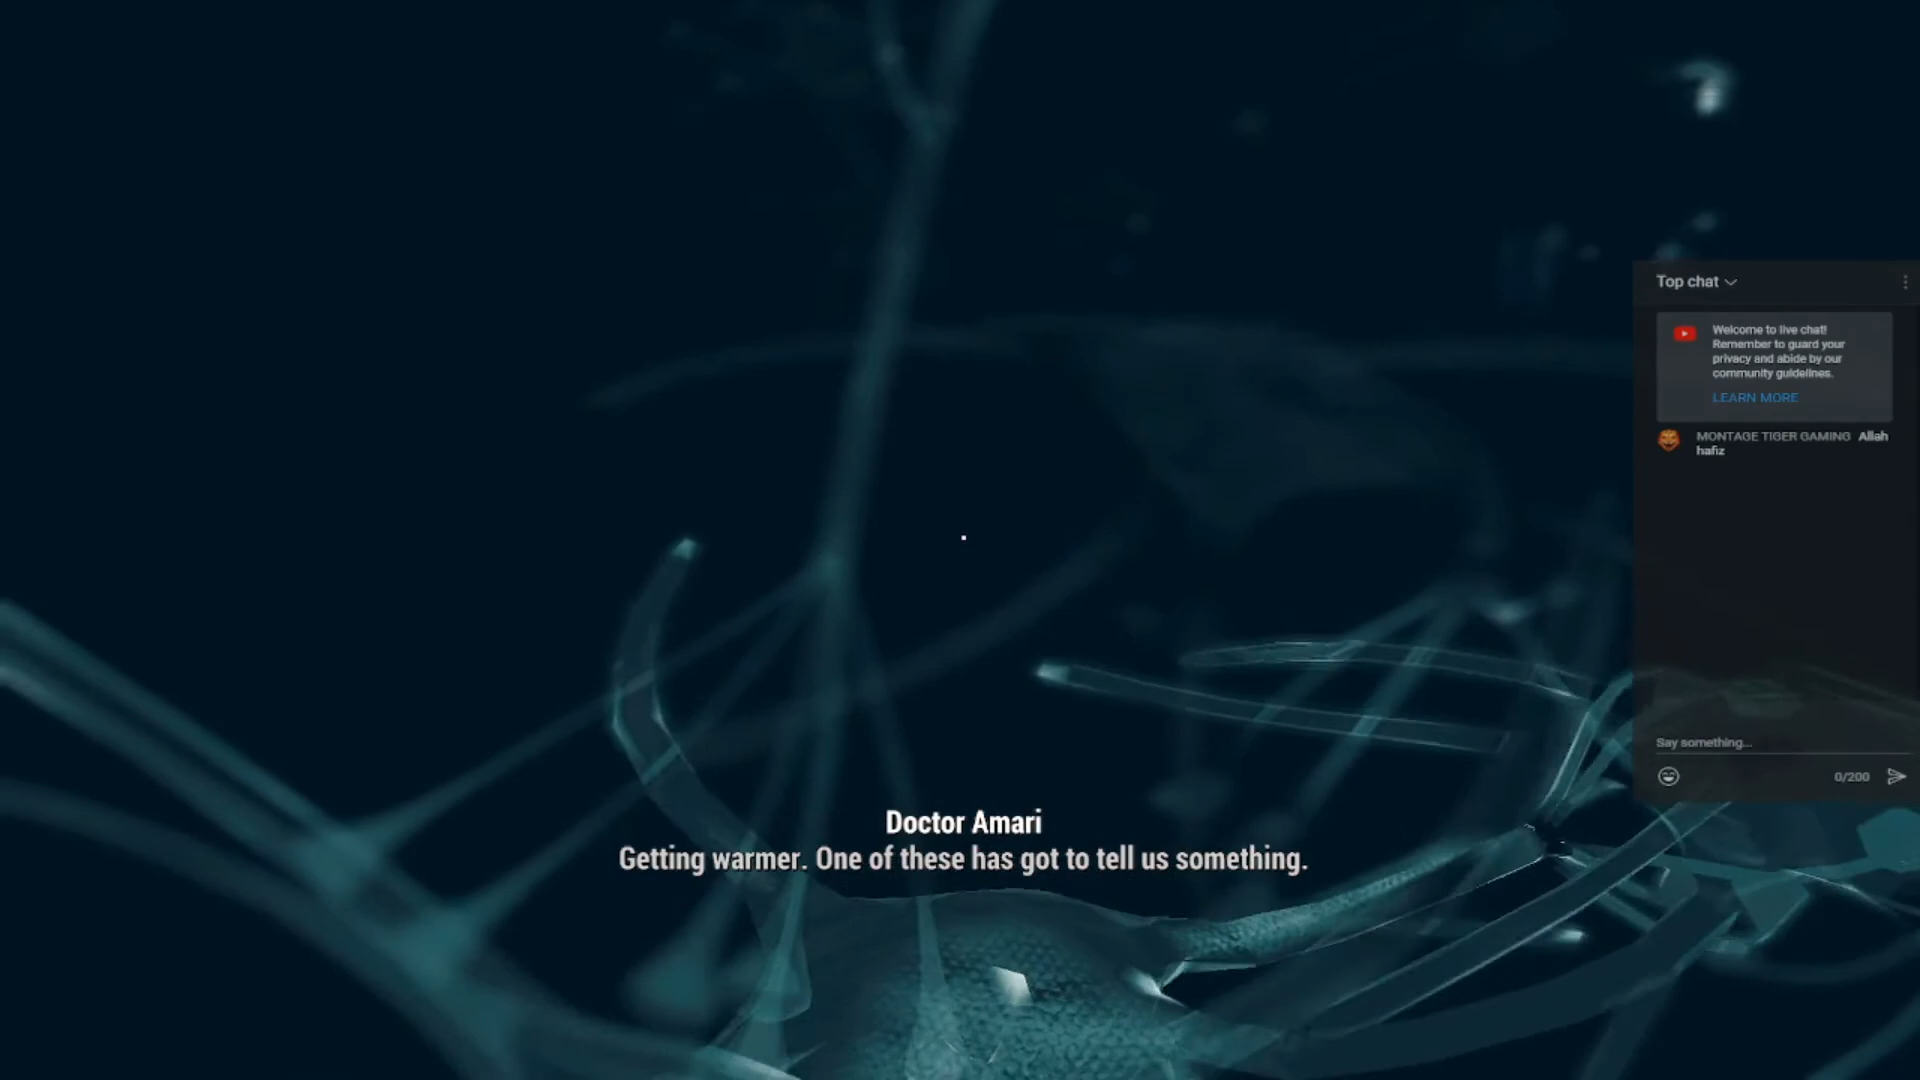 Top chat
Welcome to live chat!
Remember to guard your
privacy and abide by our
community guidelines.
LEARN MORE
MONTAGE TIGER GAMING Allah
hafiz
Say something...
0/200
Doctor Amari
Getting warmer. One of these has got to tell us something.